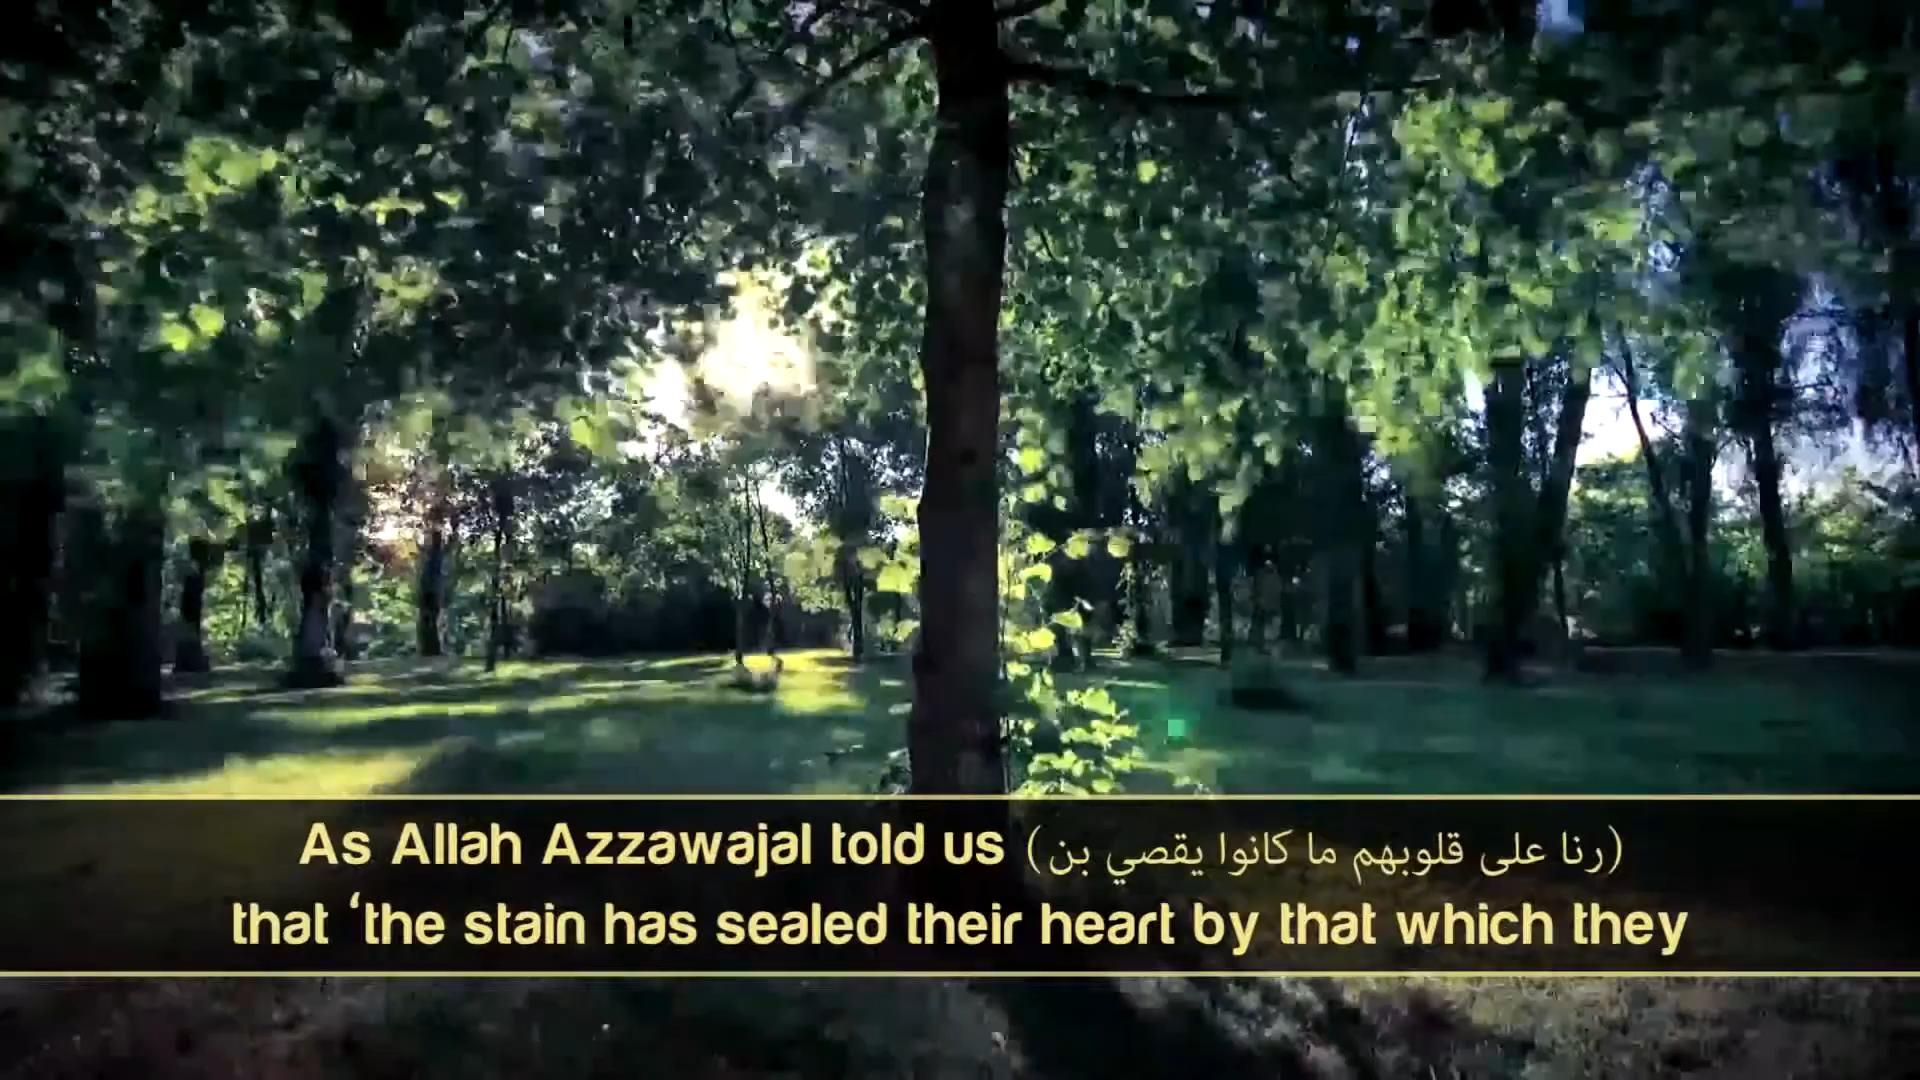 As Allah Azzawajal told us (رنا على قلوبهم ما كانوا يقصي بن)
that ‘the stain has sealed their heart by that which they